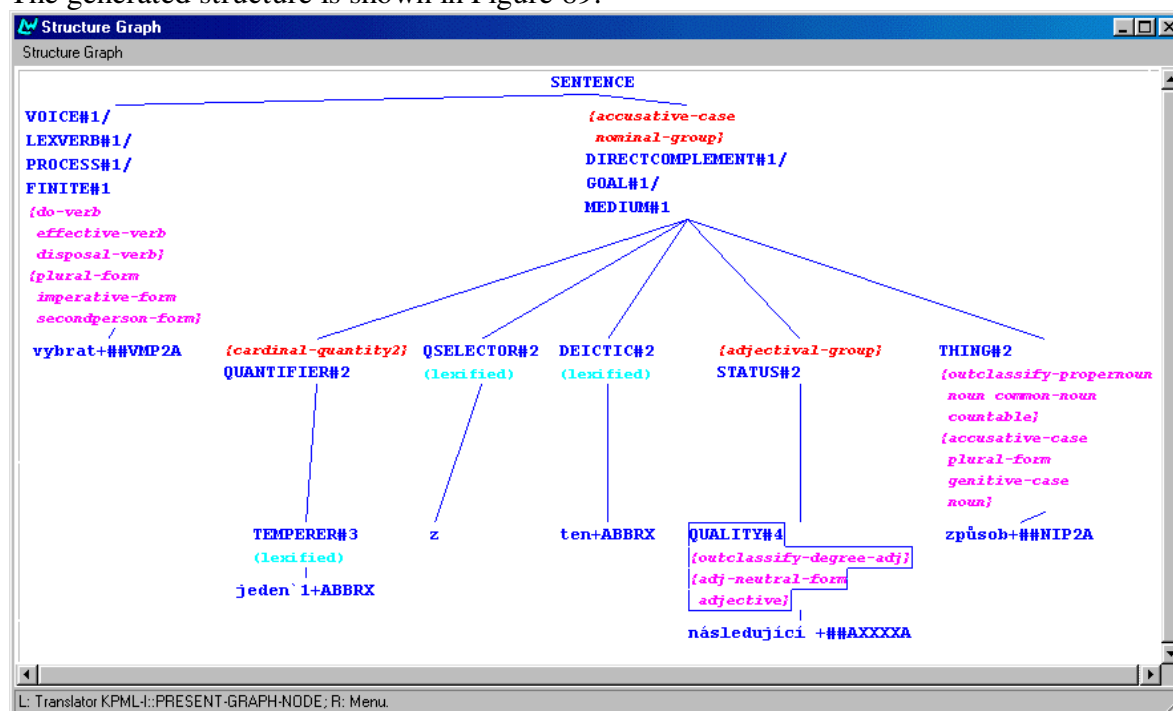 The generated structure is shown in Figure 89.
Structure Graph
Structure Graph
SENTENCE
VOICE#1/
LEXVERB#1/
PROCESS#1/
FINITE#1
{do-verb
effective-verb
disposal-verb}
{plural-form
imperative-form
secondperson-form}
vybrat+##VMP2A
{accusative-case
nominal-group}
DIRECTCOMPLEMENT#1/
GOAL#1/
MEDIUM#1
{cardinal-quantity2}
QUANTIFIER#2
TEMPERER#3
(lexified)
jeden`1+ABBRX
QSELECTOR#2
(lexified)
z
DEICTIC#2
(lexified)
ten+ABBRX
{adjectival-group}
STATUS#2
QUALITY#4
{outclassify-degree-adj}
{adj-neutral-form
adjective}
následující +##AXXXXA
THING#2
{outclassify-propernoun
noun common-noun
countable}
{accusative-case
plural-form
genitive-case
noun}
způsob+##NIP2A
L: Translator KPML-I::PRESENT-GRAPH-NODE; R: Menu.